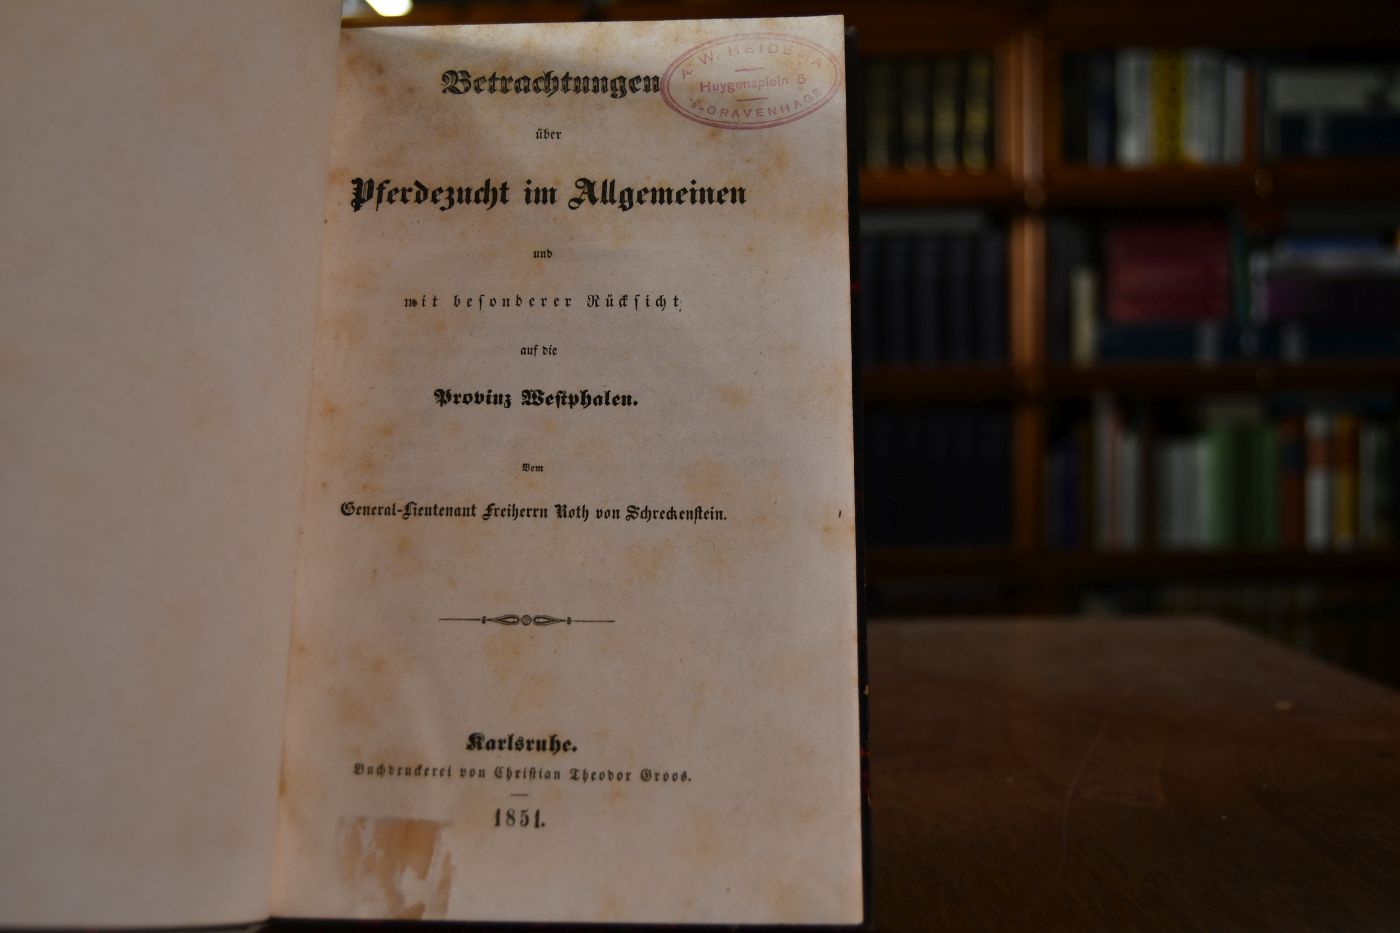 Betrachtungen
A. W. HEIDEMA
Huygensplein 5
's-GRAVENHAGE
über
Pferdezucht im Allgemeinen
und
mit besonderer Rücksicht
auf die
Provinz Westphalen.
Vom
General-Lieutenant Freiherrn Roth von Schreckenstein.
Karlsruhe.
Buchdruckerei von Christian Theodor Groos.
1851.